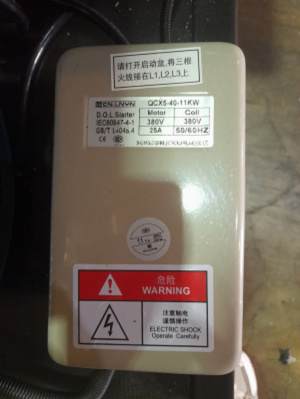 请打开启动盒,将三根
火线接在L1,L2,L3上
CN-LNYN QCX5-40-11KW
D.O.L.Starter Motor Coil
IEC60947-4-1 380V 380V
GB/T 14048.4 25A 50/60HZ
危险
WARNING
注意触电
谨慎操作
ELECTRIC SHOCK
Operate Carefully